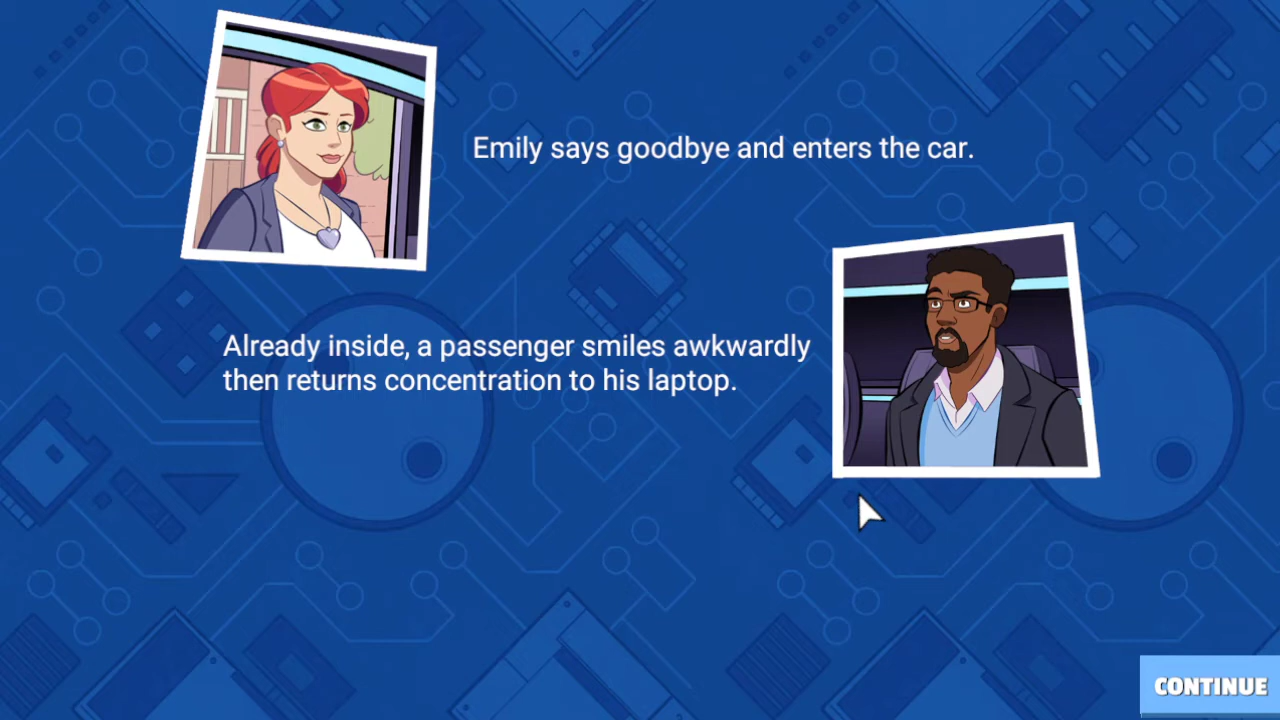 Emily says goodbye and enters the car.
Already inside, a passenger smiles awkwardly
then returns concentration to his laptop.
CONTINUE